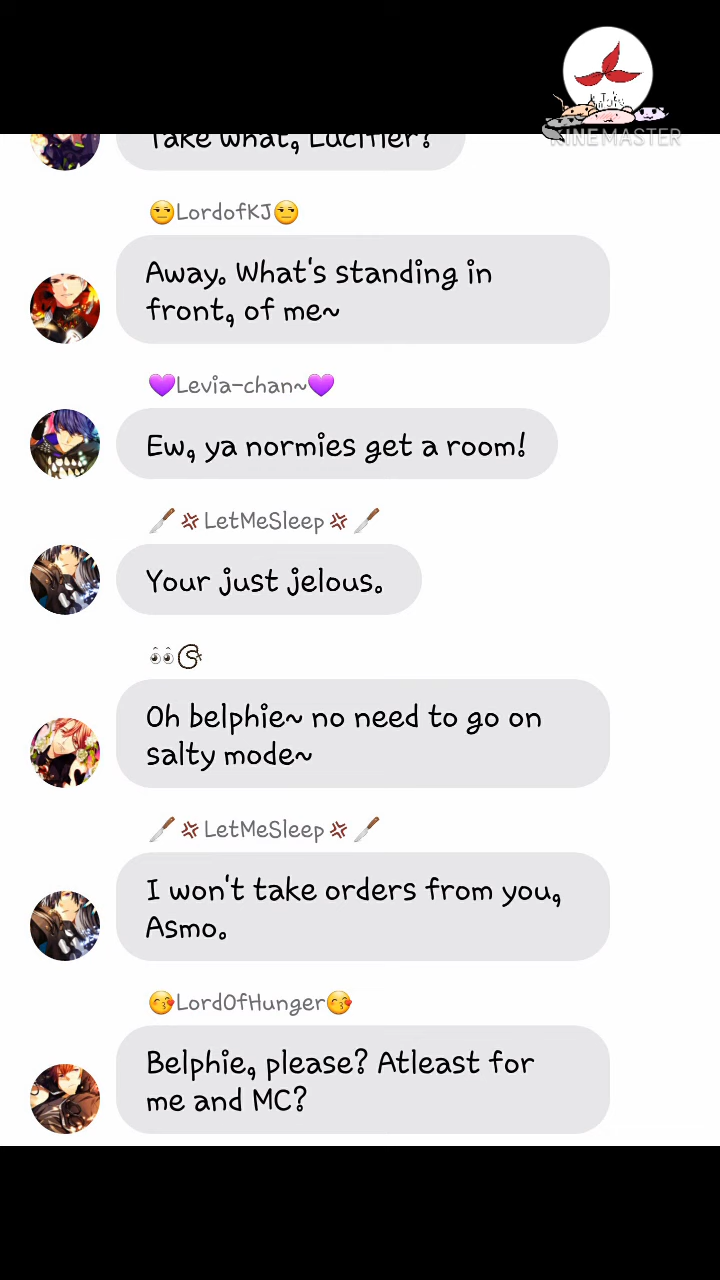 Take what, Lucifier?
😒LordofKJ😒
Away. What's standing in
front, of me~
💜Levia-chan~💜
Ew, ya normies get a room!
🔪💢LetMeSleep💢🔪
Your just jelous.
👀
Oh belphie~ no need to go on
salty mode~
🔪💢LetMeSleep💢🔪
I won't take orders from you,
Asmo.
😙LordOfHunger😙
Belphie, please? Atleast for
me and MC?
KINEMASTER